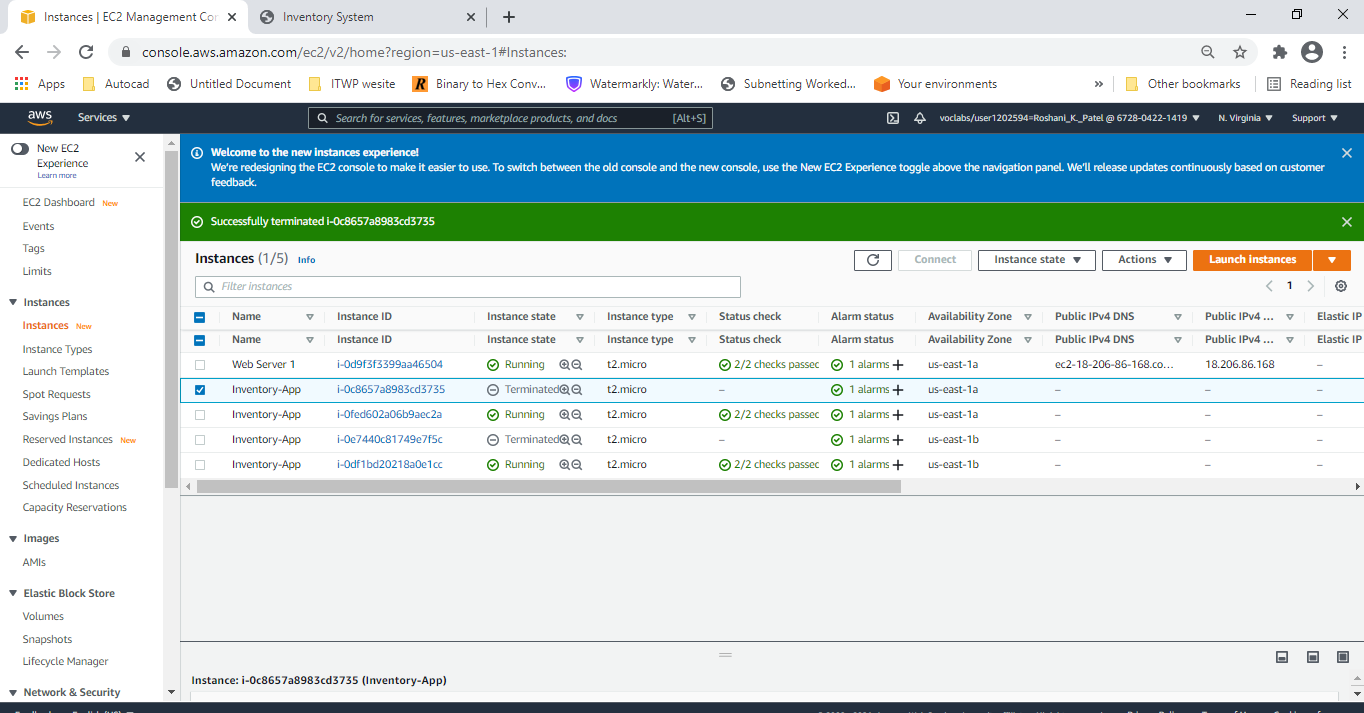 Instances | EC2 Management Con
Inventory System
console.aws.amazon.com/ec2/v2/home?region=us-east-1#Instances:
Apps
Autocad
Untitled Document
ITWP wesite
Binary to Hex Conv...
Watermarkly: Water...
Subnetting Worked...
Your environments
»
Other bookmarks
Reading list
aws
Services
Search for services, features, marketplace products, and docs
[Alt+S]
voclabs/user1202594=Roshani_K._Patel @ 6728-0422-1419
N. Virginia
Support
New EC2
Experience
Learn more
EC2 Dashboard New
Events
Tags
Limits
Instances
Instances New
Instance Types
Launch Templates
Spot Requests
Savings Plans
Reserved Instances New
Dedicated Hosts
Scheduled Instances
Capacity Reservations
Images
AMIs
Elastic Block Store
Volumes
Snapshots
Lifecycle Manager
Network & Security
Welcome to the new instances experience!
We're redesigning the EC2 console to make it easier to use. To switch between the old console and the new console, use the New EC2 Experience toggle above the navigation panel. We'll release updates continuously based on customer
feedback.
Successfully terminated i-0c8657a8983cd3735
Instances (1/5) Info
Connect
Instance state
Actions
Launch instances
Filter instances
1
Name Instance ID Instance state Instance type Status check Alarm status Availability Zone Public IPv4 DNS Public IPv4 ... Elastic IP
Name Instance ID Instance state Instance type Status check Alarm status Availability Zone Public IPv4 DNS Public IPv4 ... Elastic IP
Web Server 1 i-0d9f3f3399aa46504 Running t2.micro 2/2 checks passed 1 alarms + us-east-1a ec2-18-206-86-168.co... 18.206.86.168 –
Inventory-App i-0c8657a8983cd3735 Terminated t2.micro – 1 alarms + us-east-1a – – –
Inventory-App i-0fed602a06b9aec2a Running t2.micro 2/2 checks passed 1 alarms + us-east-1a – – –
Inventory-App i-0e7440c81749e7f5c Terminated t2.micro – 1 alarms + us-east-1b – – –
Inventory-App i-0df1bd20218a0e1cc Running t2.micro 2/2 checks passed 1 alarms + us-east-1b – – –
Instance: i-0c8657a8983cd3735 (Inventory-App)